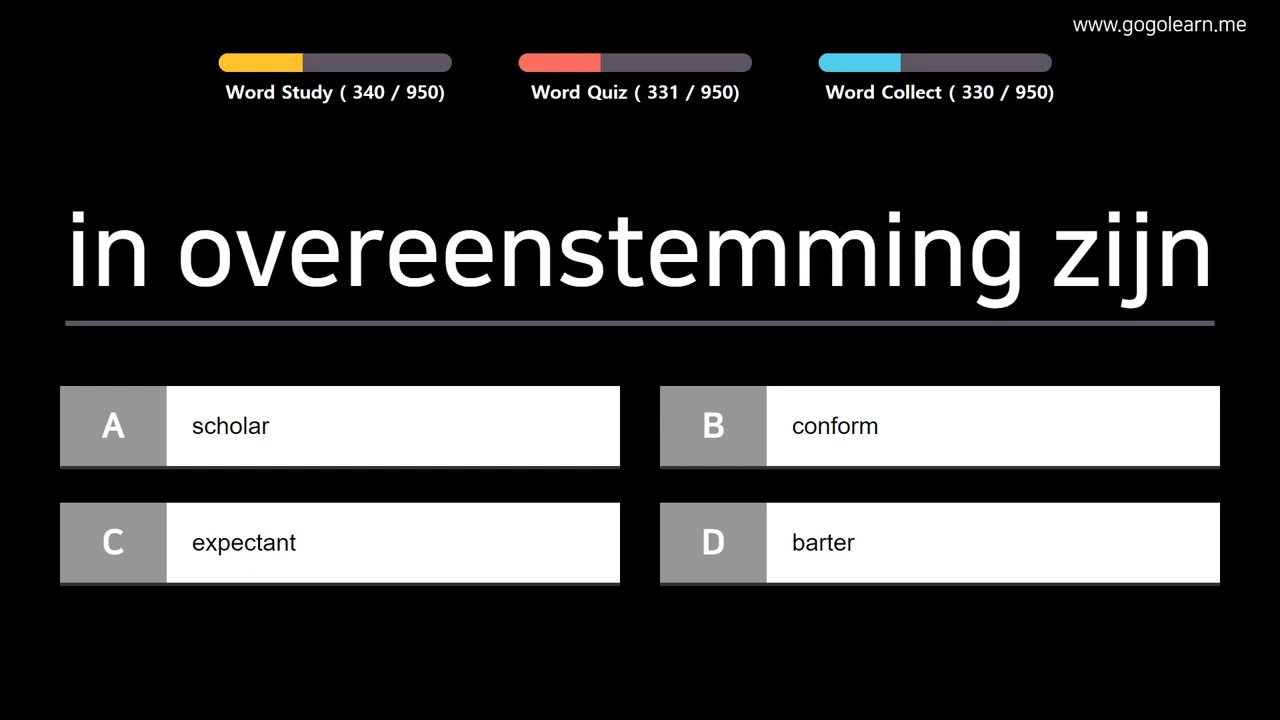 www.gogolearn.me
Word Study ( 340 / 950)
Word Quiz ( 331 / 950)
Word Collect ( 330 / 950)
in overeenstemming zijn
A scholar
B conform
C expectant
D barter